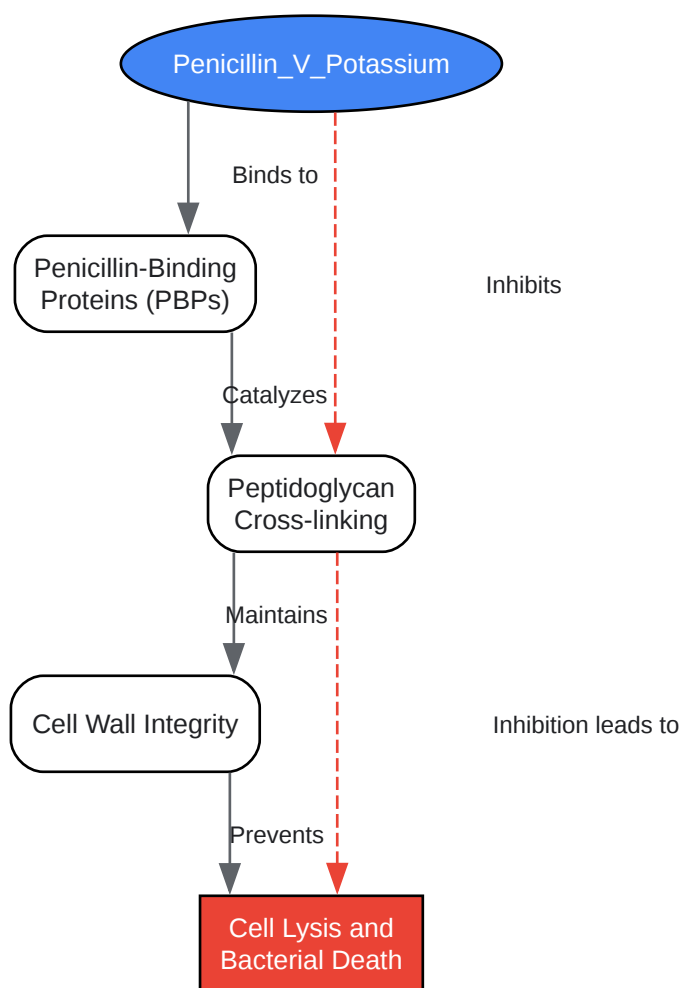 Penicillin_V_Potassium
Binds to
Penicillin-Binding
Proteins (PBPs)
Inhibits
Catalyzes
Peptidoglycan
Cross-linking
Maintains
Cell Wall Integrity
Inhibition leads to
Prevents
Cell Lysis and
Bacterial Death